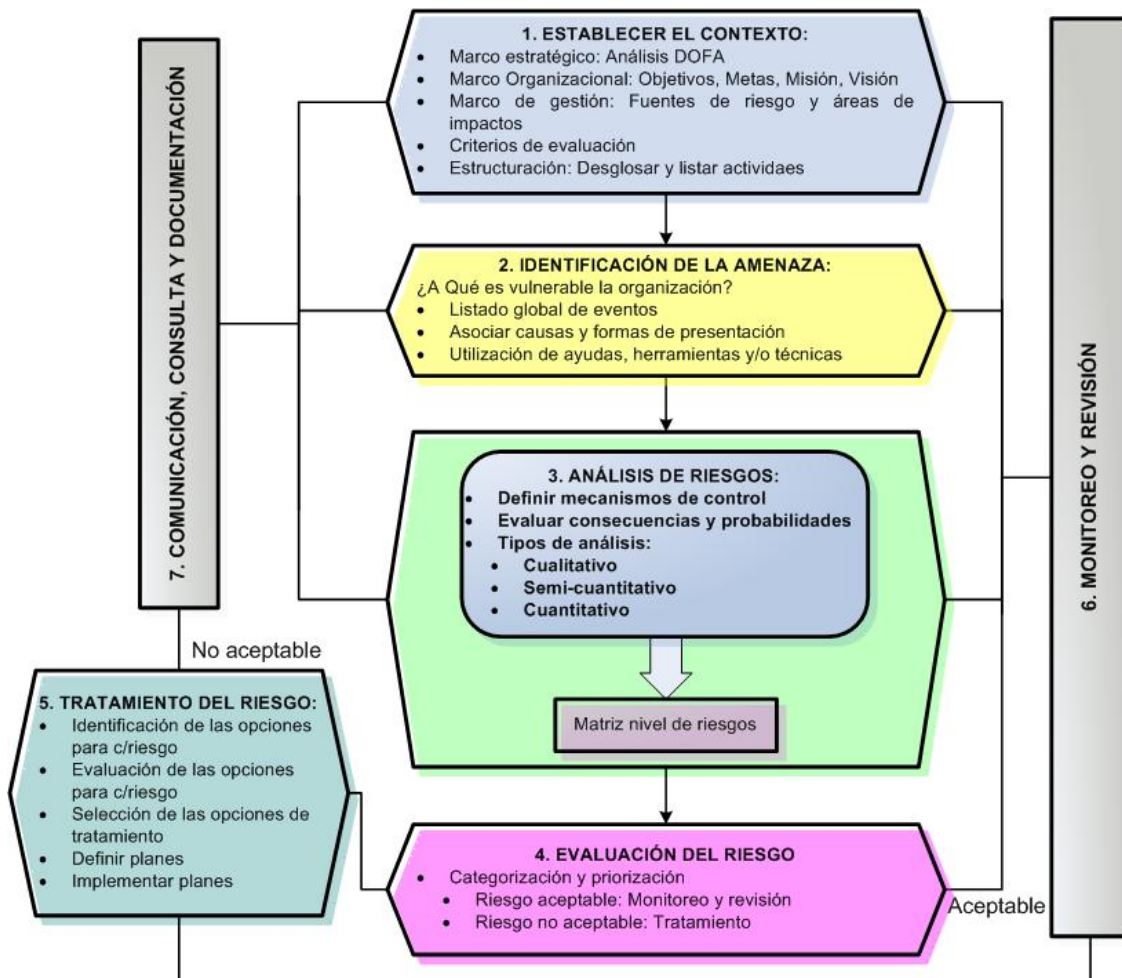 1. ESTABLECER EL CONTEXTO:
• Marco estratégico: Análisis DOFA
• Marco Organizacional: Objetivos, Metas, Misión, Visión
• Marco de gestión: Fuentes de riesgo y áreas de
impactos
• Criterios de evaluación
• Estructuración: Desglosar y listar actividaes
7. COMUNICACIÓN, CONSULTA Y DOCUMENTACIÓN
2. IDENTIFICACIÓN DE LA AMENAZA:
¿A Qué es vulnerable la organización?
• Listado global de eventos
• Asociar causas y formas de presentación
• Utilización de ayudas, herramientas y/o técnicas
6. MONITOREO Y REVISIÓN
3. ANÁLISIS DE RIESGOS:
• Definir mecanismos de control
• Evaluar consecuencias y probabilidades
• Tipos de análisis:
• Cualitativo
• Semi-cuantitativo
• Cuantitativo
Matriz nivel de riesgos
No aceptable
5. TRATAMIENTO DEL RIESGO:
• Identificación de las opciones
para c/riesgo
• Evaluación de las opciones
para c/riesgo
• Selección de las opciones de
tratamiento
• Definir planes
• Implementar planes
4. EVALUACIÓN DEL RIESGO
• Categorización y priorización
• Riesgo aceptable: Monitoreo y revisión
• Riesgo no aceptable: Tratamiento
Aceptable